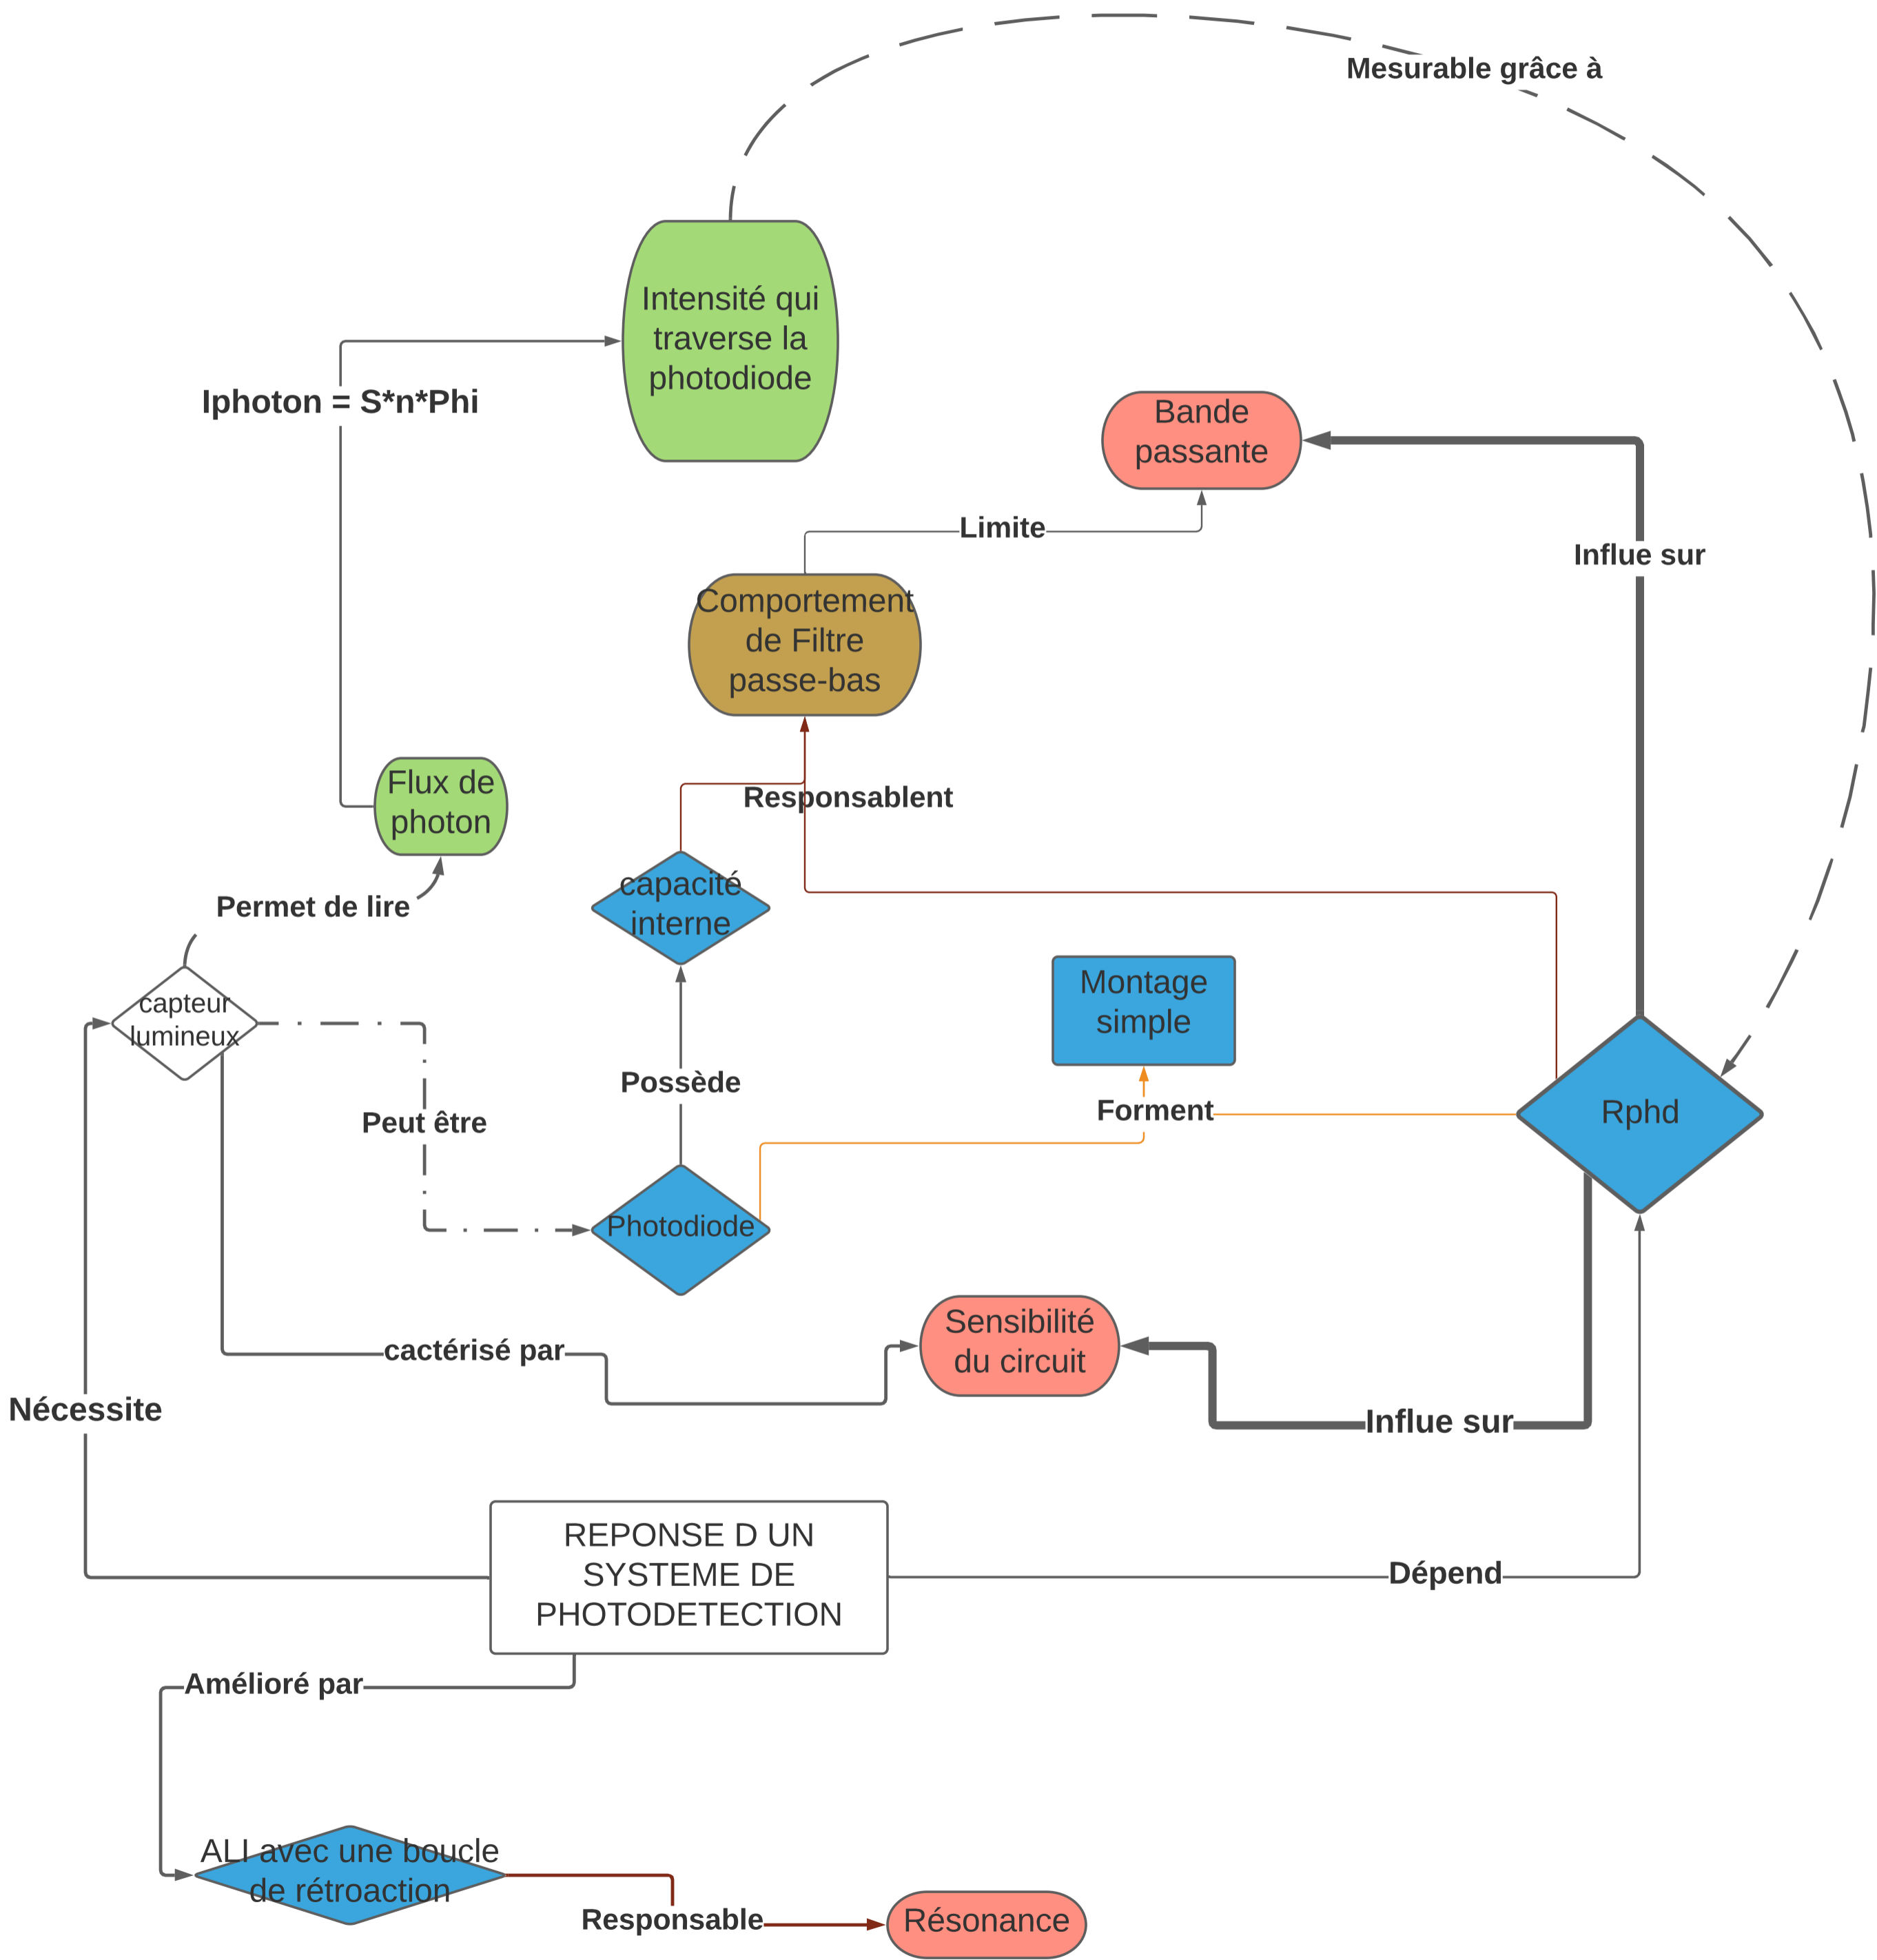 Mesurable grâce à
Intensité qui
traverse la
photodiode
Iphoton = S*n*Phi
Bande
passante
Limite
Influe sur
Comportement
de Filtre
passe-bas
Flux de
photon
Responsablent
Permet de lire
capacité
interne
capteur
lumineux
Montage
simple
Possède
Forment
Rphd
Peut être
Photodiode
Sensibilité
du circuit
cactérisé par
Nécessite
Influe sur
REPONSE D UN
SYSTEME DE
PHOTODETECTION
Dépend
Amélioré par
ALI avec une boucle
de rétroaction
Responsable
Résonance